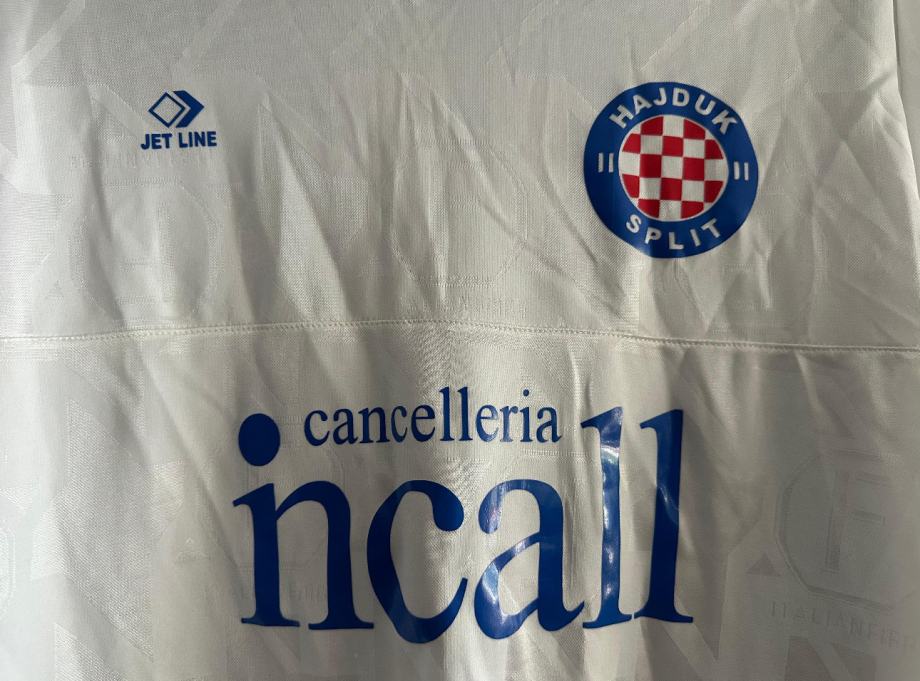 JET LINE
HAJDUK
SPLIT
cancelleria
incall